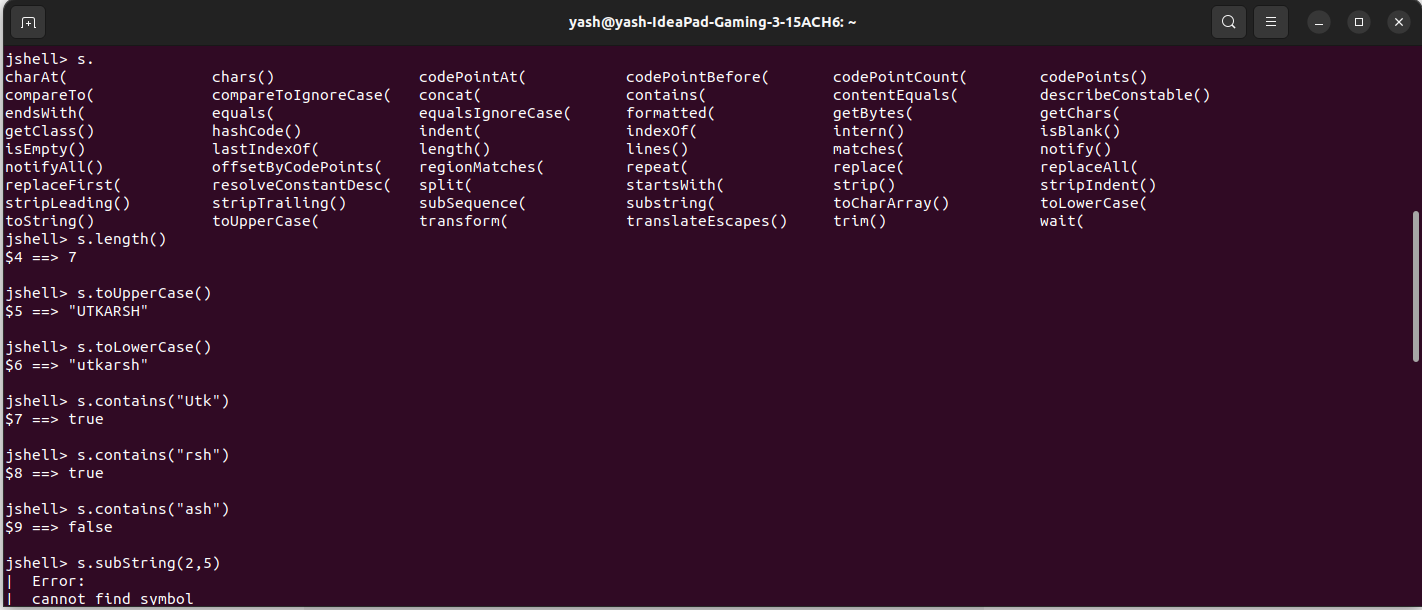 yash@yash-IdeaPad-Gaming-3-15ACH6: ~
jshell> s.
charAt( chars() codePointAt( codePointBefore( codePointCount( codePoints()
compareTo( compareToIgnoreCase( concat( contains( contentEquals( describeConstable()
endsWith( equals( equalsIgnoreCase( formatted( getBytes( getChars(
getClass() hashCode() indent( indexOf( intern() isBlank()
isEmpty() lastIndexOf( length() lines() matches( notify()
notifyAll() offsetByCodePoints( regionMatches( repeat( replace( replaceAll(
replaceFirst( resolveConstantDesc( split( startsWith( strip() stripIndent()
stripLeading() stripTrailing() subSequence( substring( toCharArray() toLowerCase(
toString() toUpperCase( transform( translateEscapes() trim() wait(
jshell> s.length()
$4 ==> 7
jshell> s.toUpperCase()
$5 ==> "UTKARSH"
jshell> s.toLowerCase()
$6 ==> "utkarsh"
jshell> s.contains("Utk")
$7 ==> true
jshell> s.contains("rsh")
$8 ==> true
jshell> s.contains("ash")
$9 ==> false
jshell> s.subString(2,5)
|  Error:
|  cannot find symbol